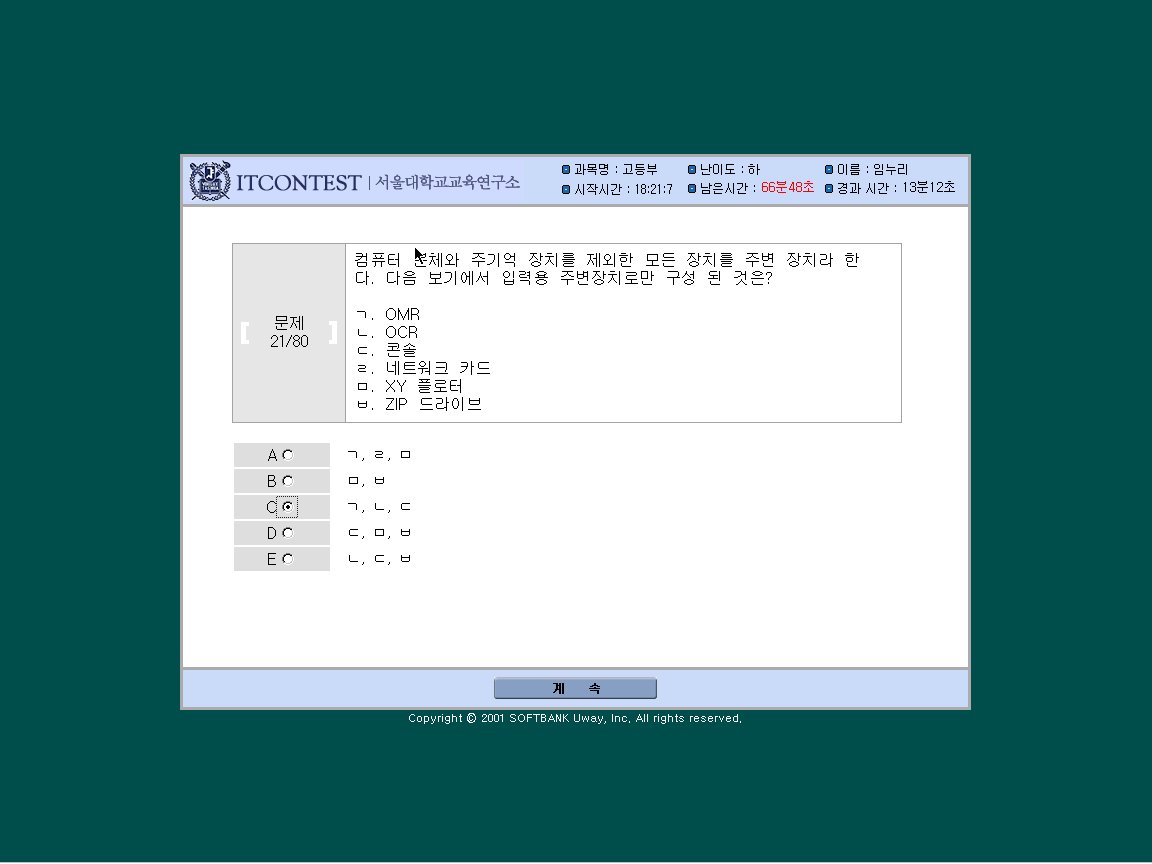 ITCONTEST | 서울대학교교육연구소
과목명 : 고등부 난이도 : 하 이름 : 임누리
시작시간 : 18:21:7 남은시간 : 66분48초 경과 시간 : 13분12초
문제
21/80
컴퓨터 본체와 주기억 장치를 제외한 모든 장치를 주변 장치라 한
다. 다음 보기에서 입력용 주변장치로만 구성 된 것은?
ㄱ. OMR
ㄴ. OCR
ㄷ. 콘솔
ㄹ. 네트워크 카드
ㅁ. XY 플로터
ㅂ. ZIP 드라이브
A ㄱ, ㄹ, ㅁ
B ㅁ, ㅂ
C ㄱ, ㄴ, ㄷ
D ㄷ, ㅁ, ㅂ
E ㄴ, ㄷ, ㅂ
계 속
Copyright © 2001 SOFTBANK Uway, Inc. All rights reserved.